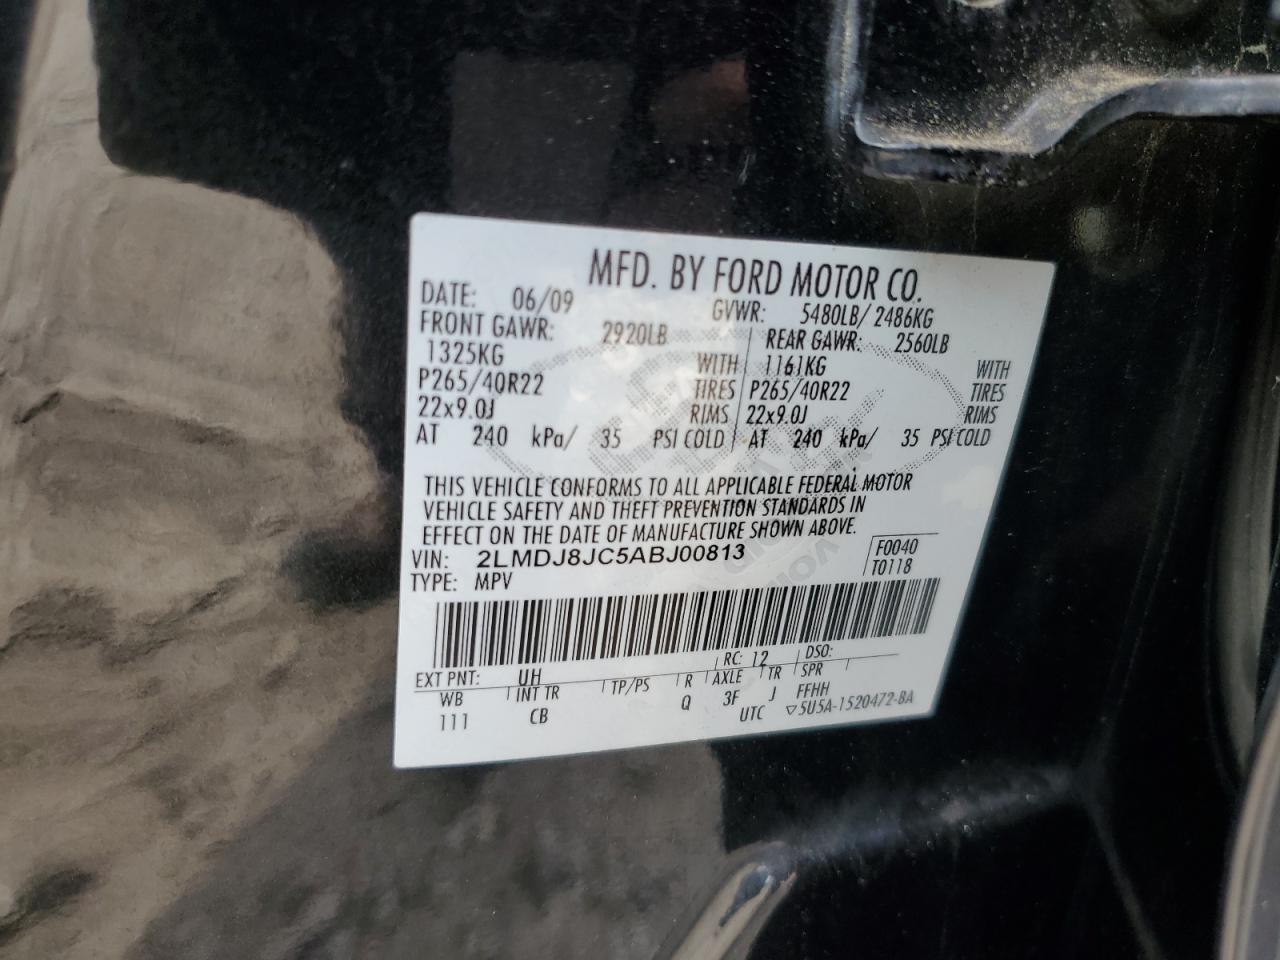 MFD. BY FORD MOTOR CO.
DATE: 06/09 GVWR: 5480LB/ 2486KG
FRONT GAWR: 2920LB REAR GAWR: 2560LB
1325KG WITH 1161KG WITH
P265/40R22 TIRES P265/40R22 TIRES
22x9.0J RIMS 22x9.0J RIMS
AT 240 kPa/ 35 PSI COLD AT 240 kPa/ 35 PSI COLD
THIS VEHICLE CONFORMS TO ALL APPLICABLE FEDERAL MOTOR
VEHICLE SAFETY AND THEFT PREVENTION STANDARDS IN
EFFECT ON THE DATE OF MANUFACTURE SHOWN ABOVE.
VIN: 2LMDJ8JC5ABJ00813 F0040
TYPE: MPV T0118
EXT PNT: UH RC: 12 DSO:
WB INT TR TP/PS R AXLE TR SPR
111 CB Q 3F J FFHH
UTC ▽5U5A-1520472-BA